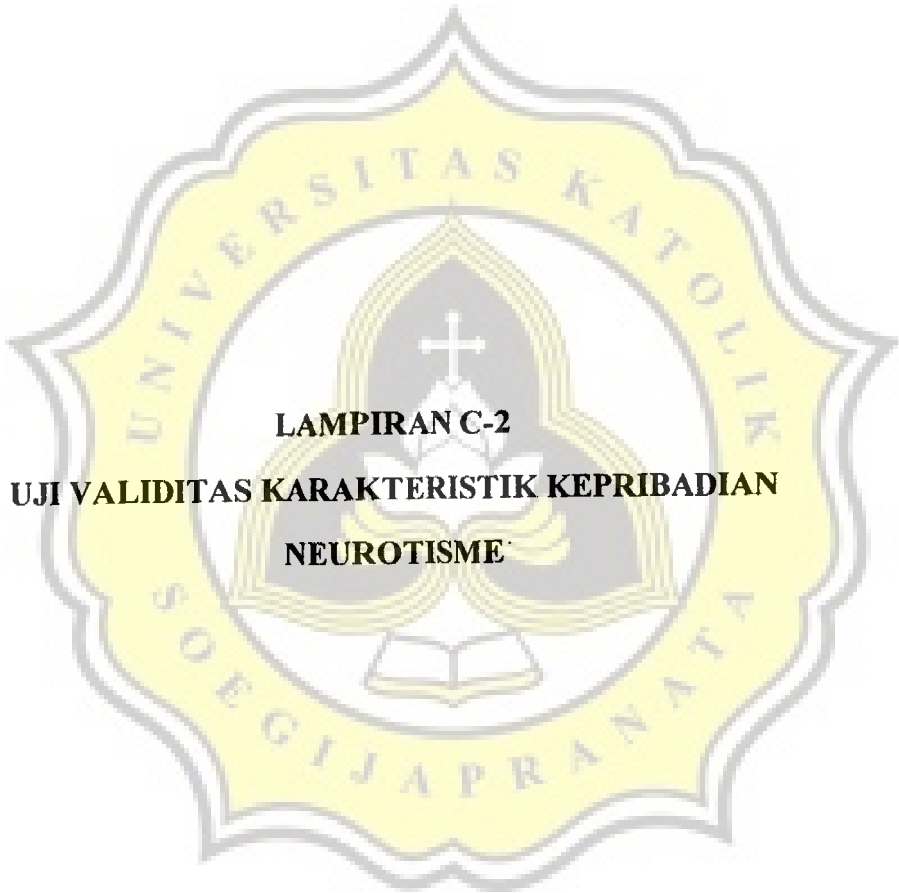 UNIVERSITAS KATOLIK
LAMPIRAN C-2
UJI VALIDITAS KARAKTERISTIK KEPRIBADIAN
NEUROTISME
SOEGIJAPRANATA